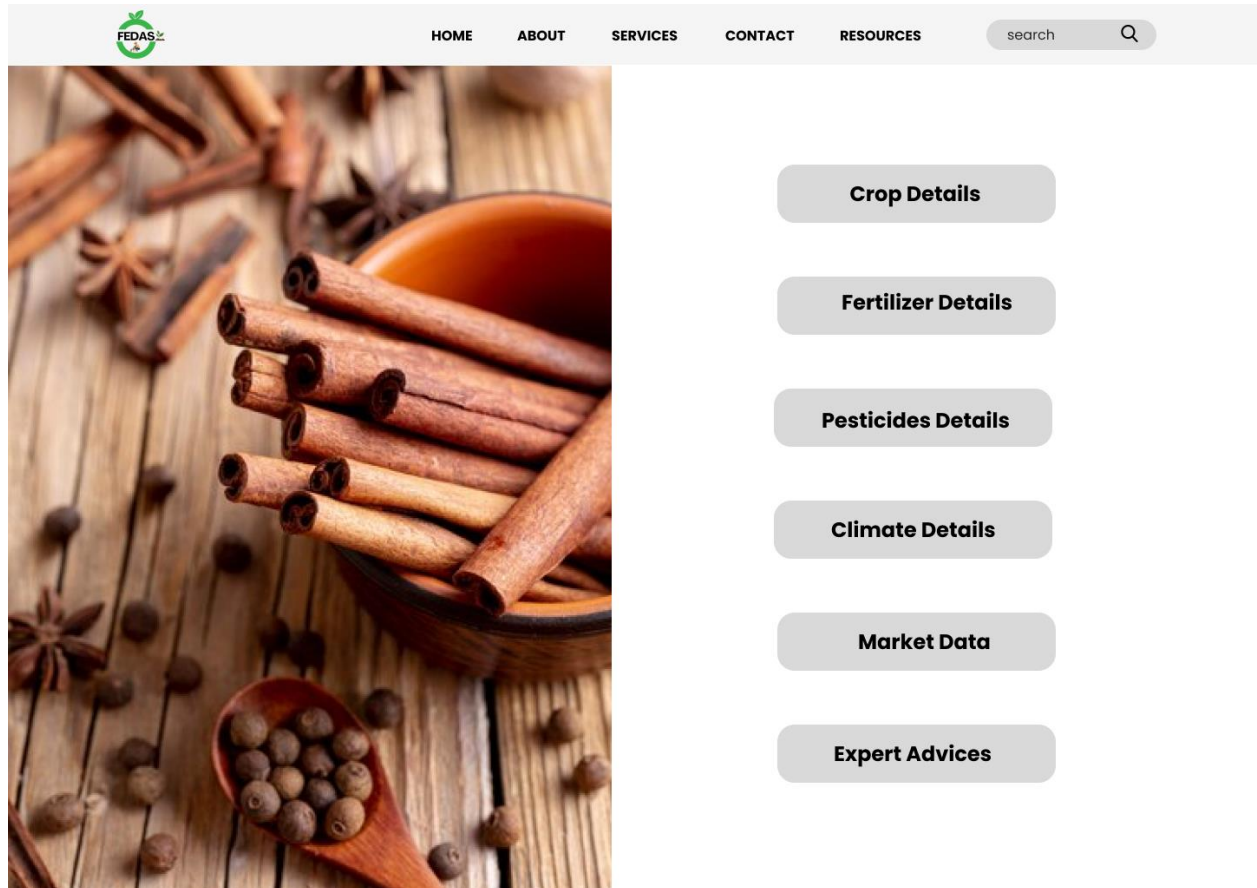 FEDAS
HOME ABOUT SERVICES CONTACT RESOURCES search
Crop Details
Fertilizer Details
Pesticides Details
Climate Details
Market Data
Expert Advices